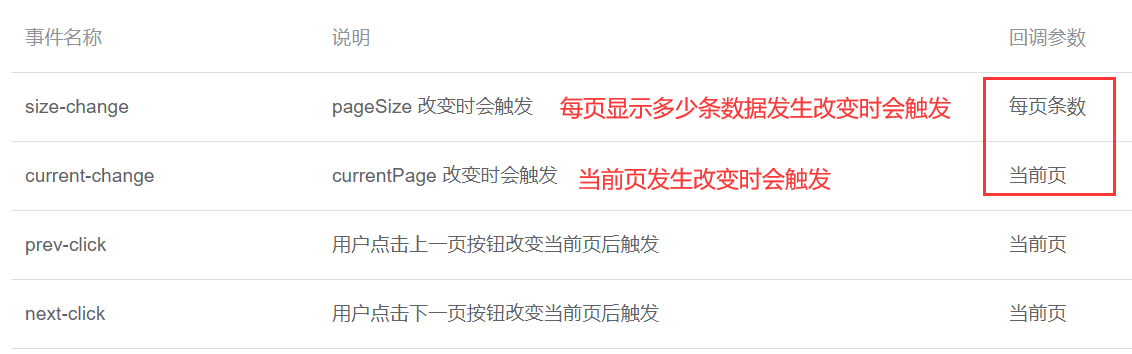 事件名称 说明 回调参数
size-change pageSize 改变时会触发 每页显示多少条数据发生改变时会触发 每页条数
current-change currentPage 改变时会触发 当前页发生改变时会触发 当前页
prev-click 用户点击上一页按钮改变当前页后触发 当前页
next-click 用户点击下一页按钮改变当前页后触发 当前页